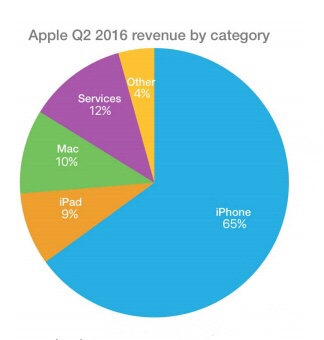 Apple Q2 2016 revenue by category
Other
4%
Services
12%
Mac
10%
iPad
9%
iPhone
65%